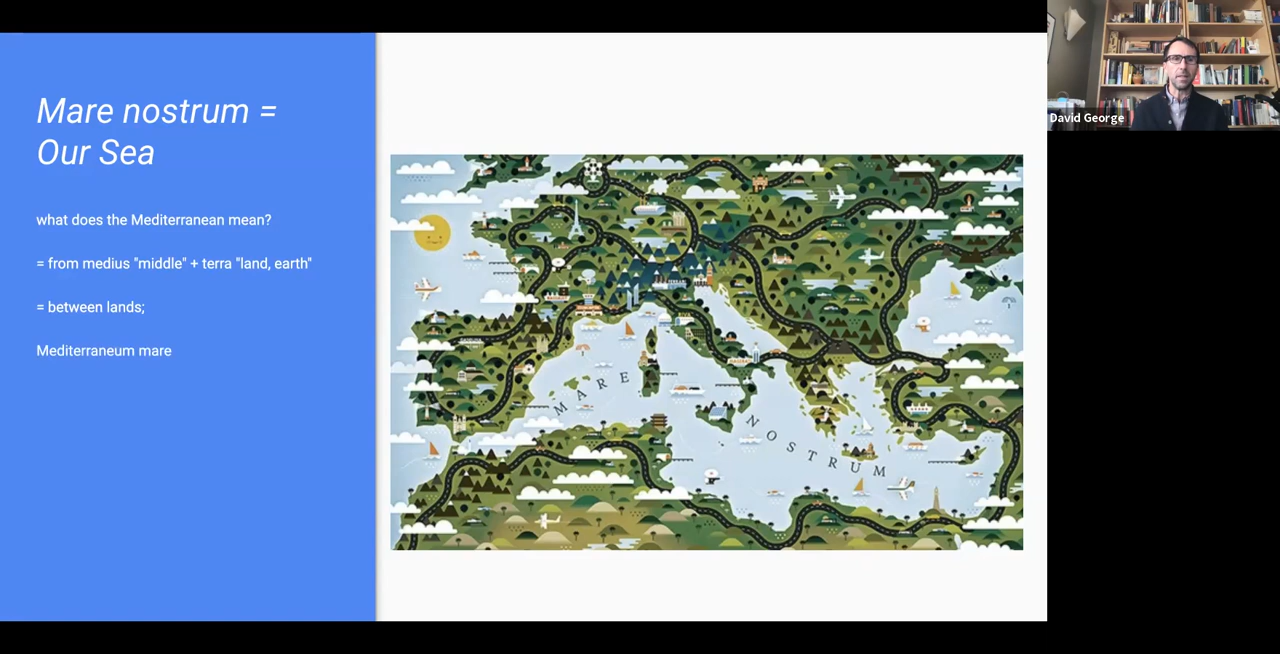 Mare nostrum =
Our Sea
what does the Mediterranean mean?
= from medius "middle" + terra "land, earth"
= between lands;
Mediterraneum mare
MARE
NOSTRUM
David George